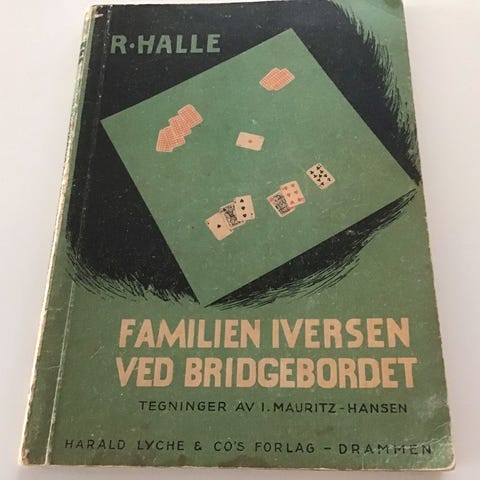 R·HALLE
FAMILIEN IVERSEN
VED BRIDGEBORDET
TEGNINGER AV I. MAURITZ-HANSEN
HARALD LYCHE & CO'S FORLAG - DRAMMEN